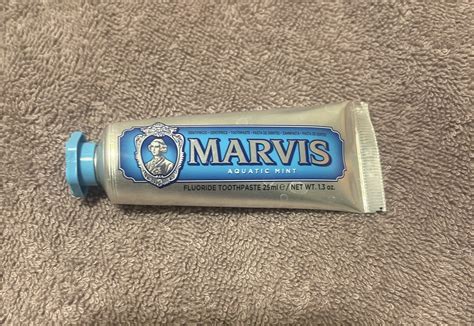 MARVIS
AQUATIC MINT
FLUORIDE TOOTHPASTE 25 ml e / NET WT. 1.3 oz.